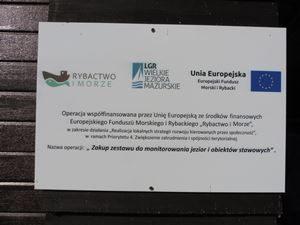 RYBACTWO
I MORZE
LGR
WIELKIE
JEZIORA
MAZURSKIE
Unia Europejska
Europejski Fundusz
Morski i Rybacki
Operacja współfinansowana przez Unię Europejską ze środków finansowych
Europejskiego Funduszu Morskiego i Rybackiego „Rybactwo i Morze",
w zakresie działania „Realizacja lokalnych strategii rozwoju kierowanych przez społeczność",
w ramach Priorytetu 4. Zwiększenie zatrudnienia i spójności terytorialnej,
Nazwa operacji: „ Zakup zestawu do monitorowania jezior i obiektów stawowych" .